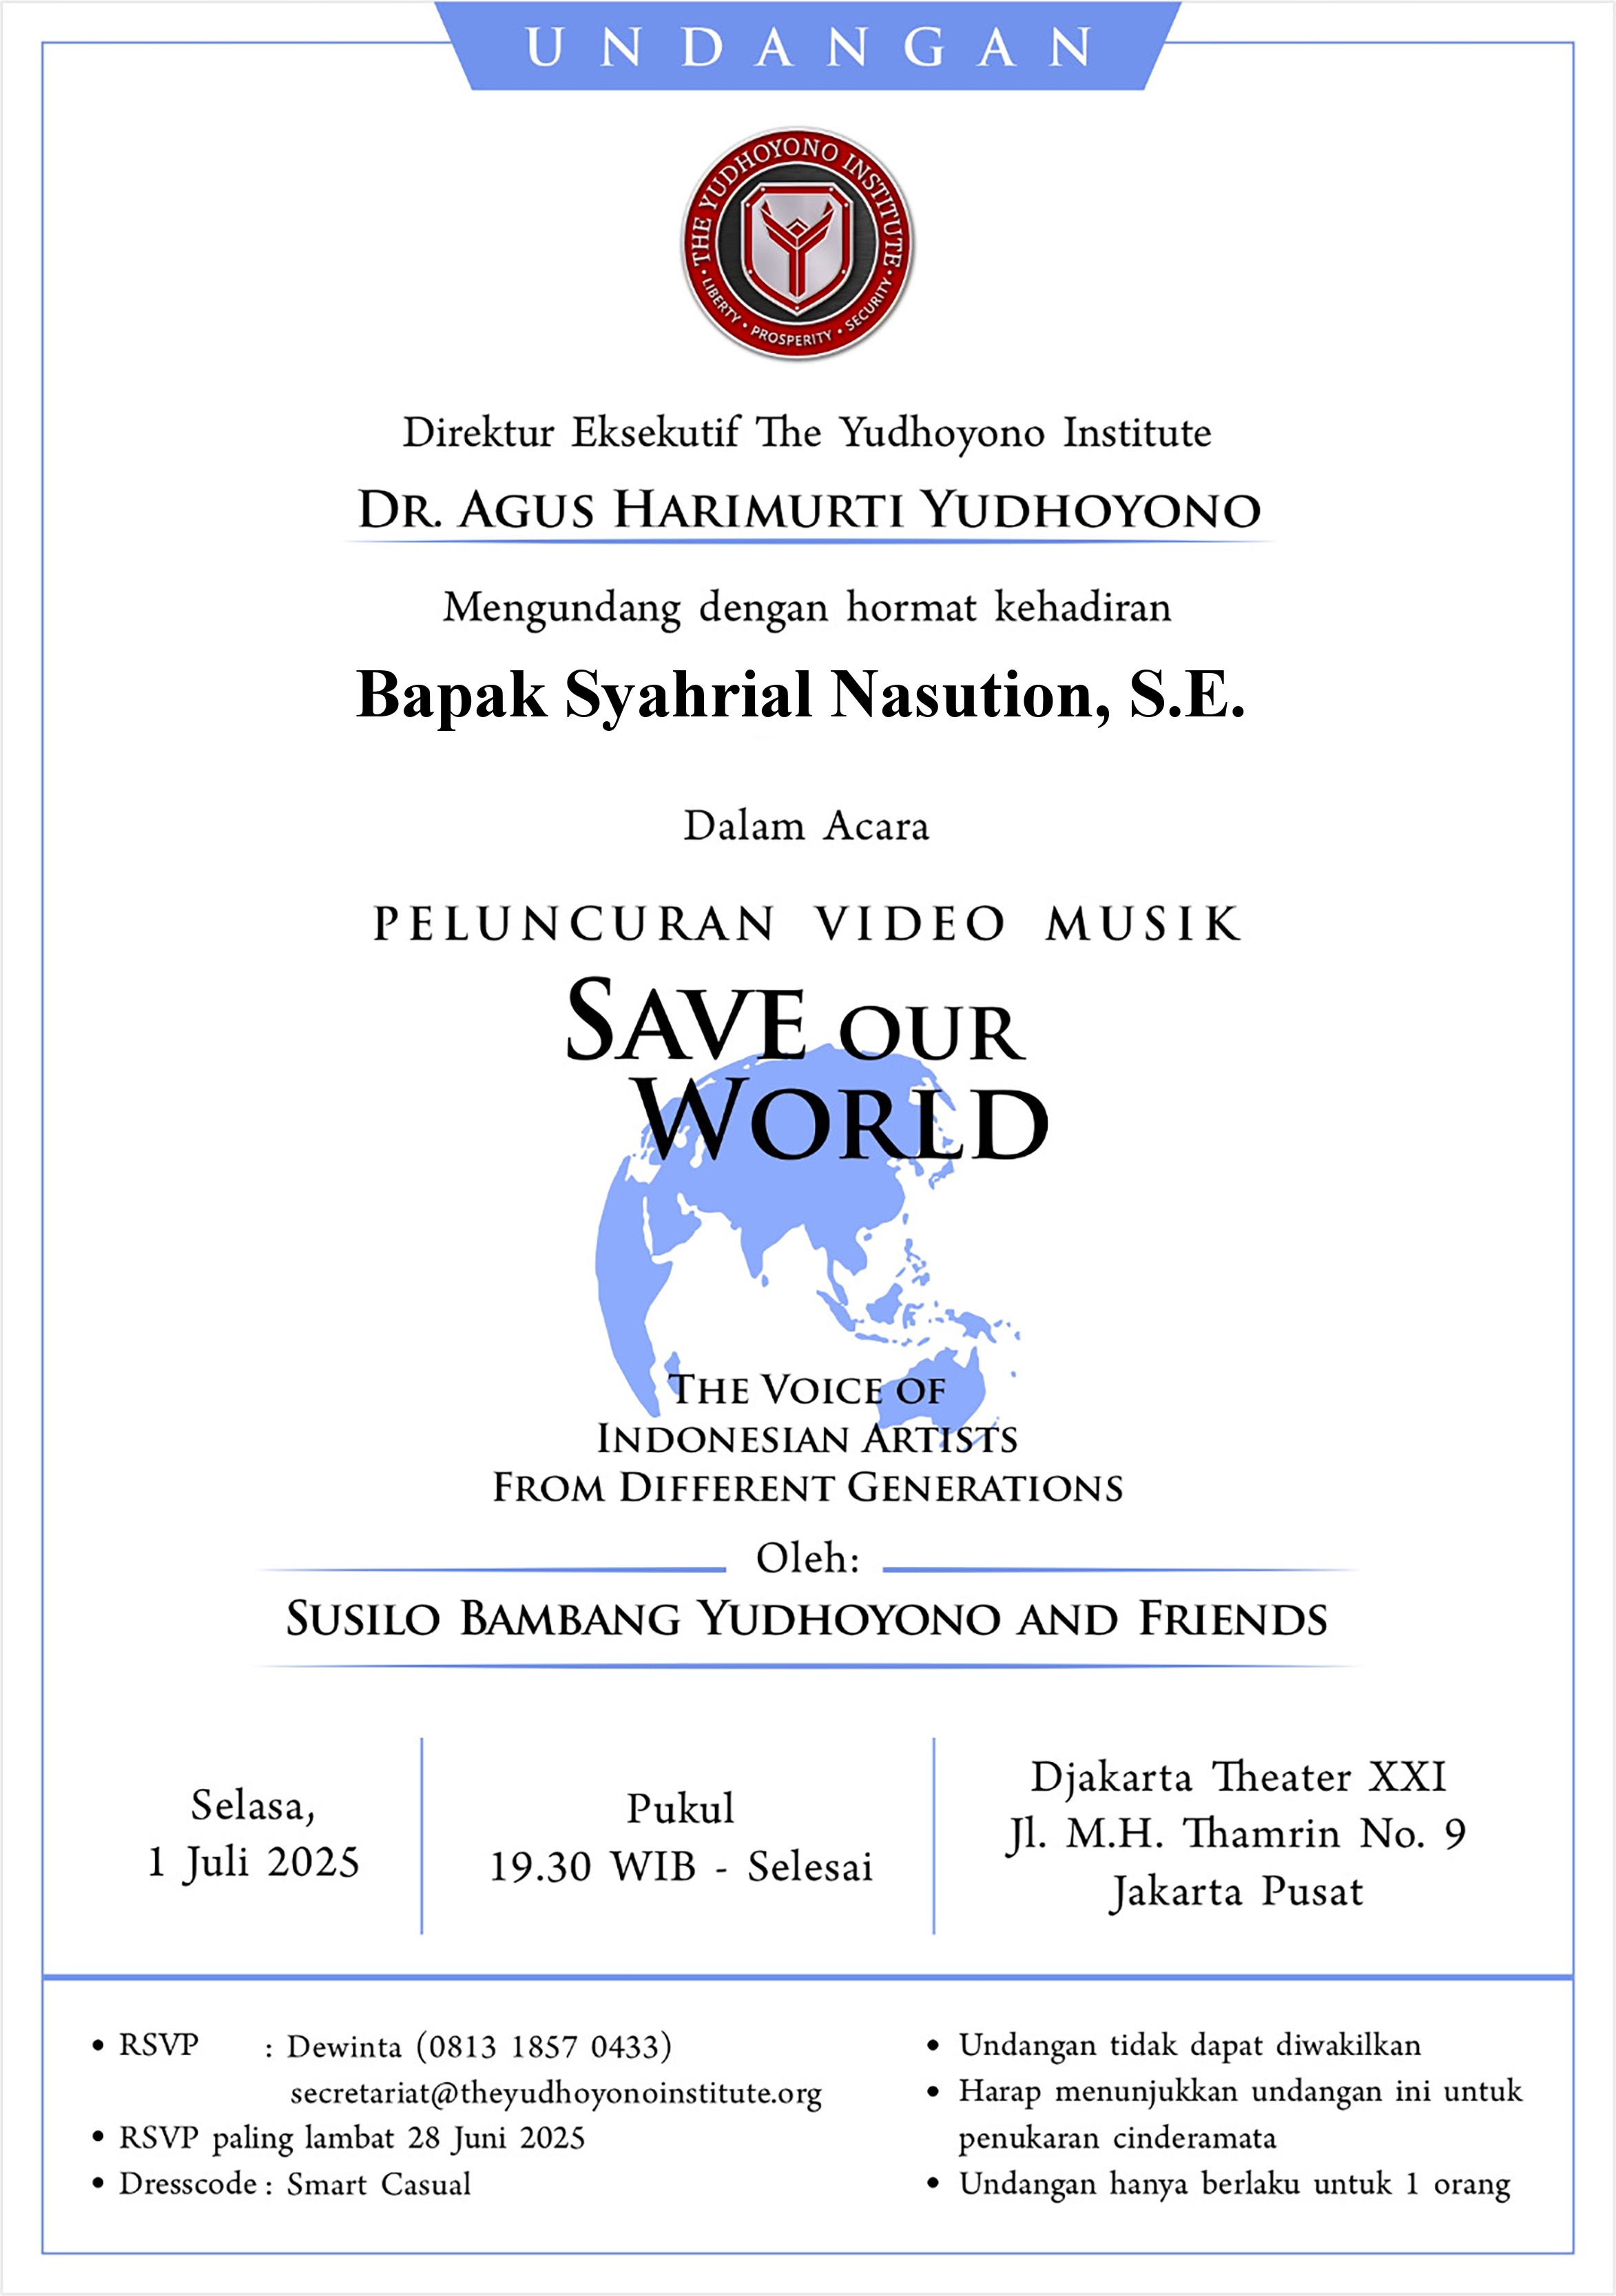 UNDANGAN
THE YUDHOYONO INSTITUTE
LIBERTY • PROSPERITY • SECURITY
Direktur Eksekutif The Yudhoyono Institute
DR. AGUS HARIMURTI YUDHOYONO
Mengundang dengan hormat kehadiran
Bapak Syahrial Nasution, S.E.
Dalam Acara
PELUNCURAN VIDEO MUSIK
SAVE OUR
WORLD
THE VOICE OF
INDONESIAN ARTISTS
FROM DIFFERENT GENERATIONS
Oleh:
SUSILO BAMBANG YUDHOYONO AND FRIENDS
Selasa,
1 Juli 2025
Pukul
19.30 WIB - Selesai
Djakarta Theater XXI
Jl. M.H. Thamrin No. 9
Jakarta Pusat
• RSVP : Dewinta (0813 1857 0433)
secretariat@theyudhoyonoinstitute.org
• RSVP paling lambat 28 Juni 2025
• Dresscode : Smart Casual
• Undangan tidak dapat diwakilkan
• Harap menunjukkan undangan ini untuk
penukaran cinderamata
• Undangan hanya berlaku untuk 1 orang